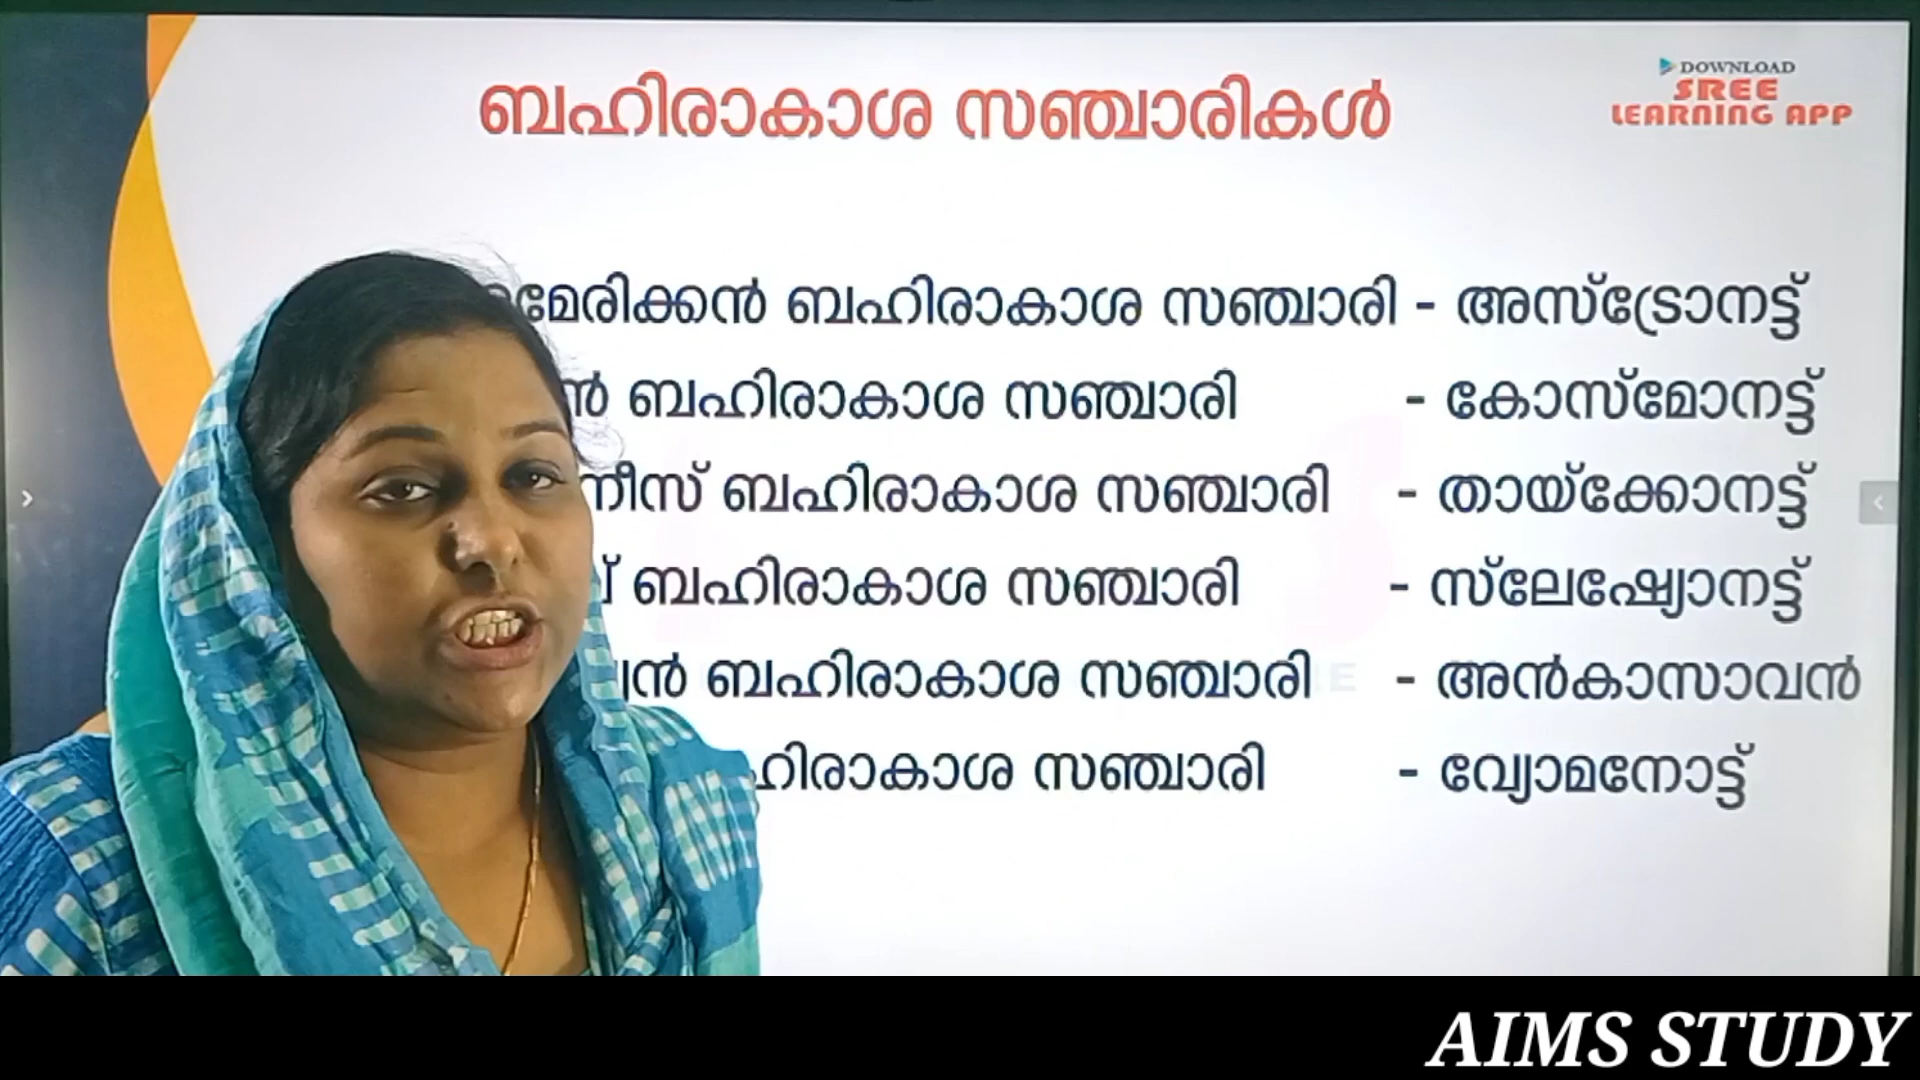 ബഹിരാകാശ സഞ്ചാരികൾ
DOWNLOAD
SREE
LEARNING APP
ബഹിരാകാശ സഞ്ചാരി - അസ്ട്രോനട്ട്
ബഹിരാകാശ സഞ്ചാരി - കോസ്മോനട്ട്
ബഹിരാകാശ സഞ്ചാരി - തായ്ക്കോനട്ട്
ബഹിരാകാശ സഞ്ചാരി - സ്ലേഷ്യോനട്ട്
ബഹിരാകാശ സഞ്ചാരി - അൻകാസാവൻ
സഞ്ചാരി - വ്യോമനോട്ട്
AIMS STUDY